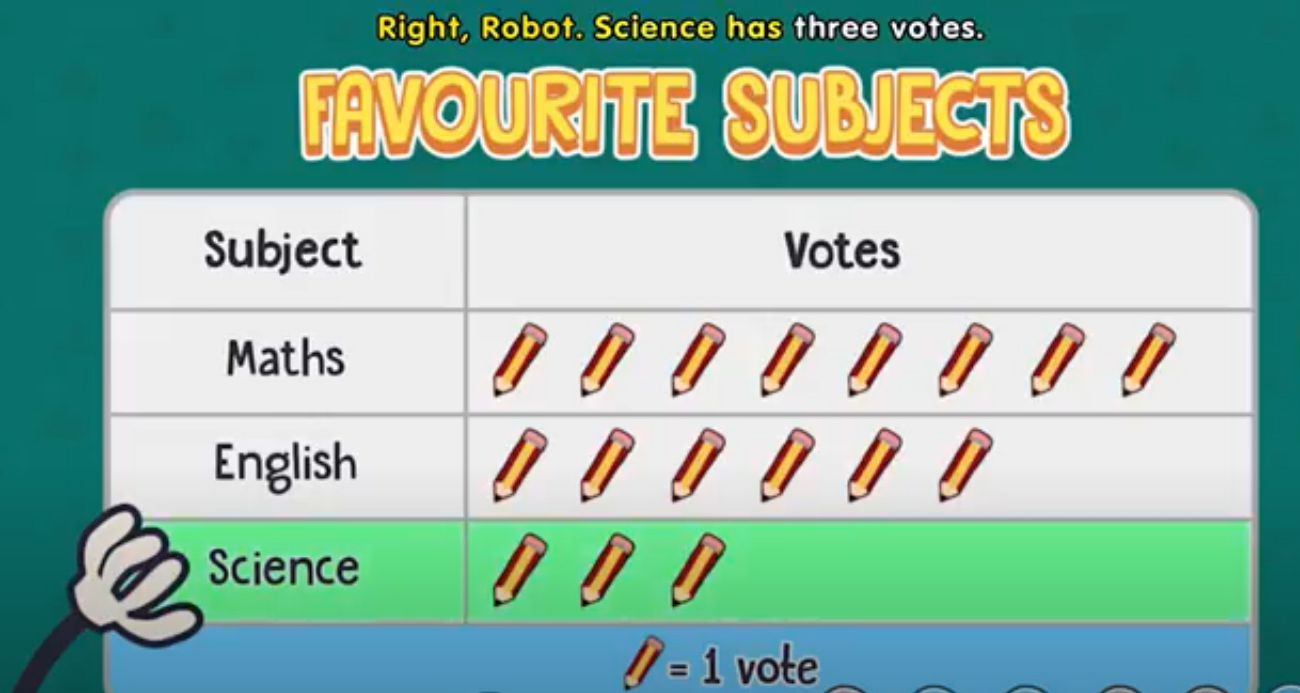 Right, Robot. Science has three votes.
FAVOURITE SUBJECTS
Subject Votes
Maths
English
Science
= 1 vote